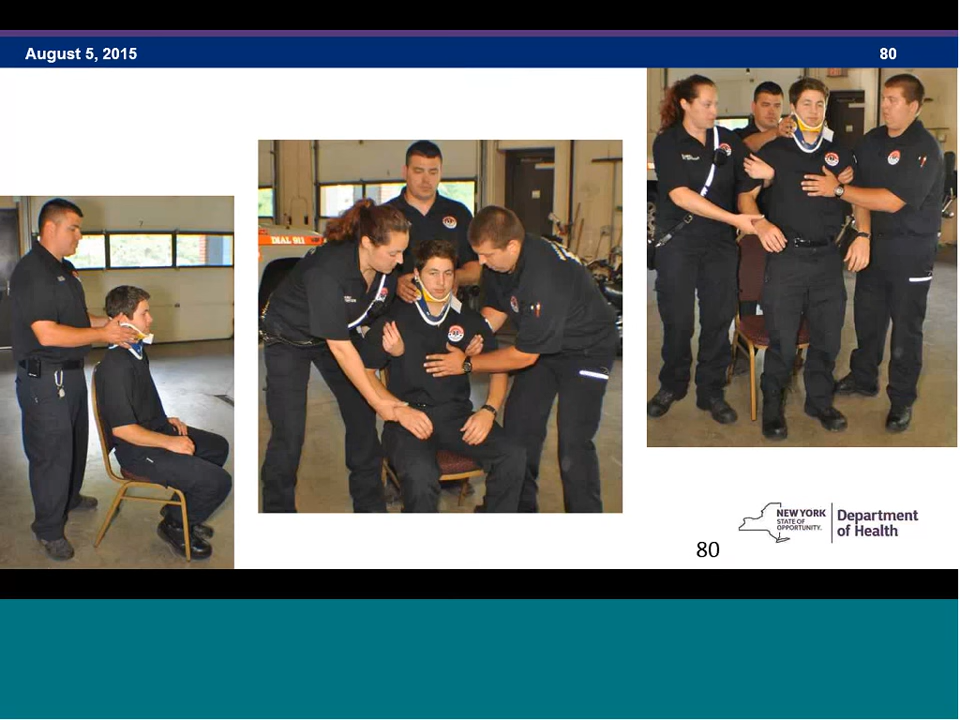 August 5, 2015
80
DIAL 911
NEW YORK
STATE OF
OPPORTUNITY.
Department
of Health
80